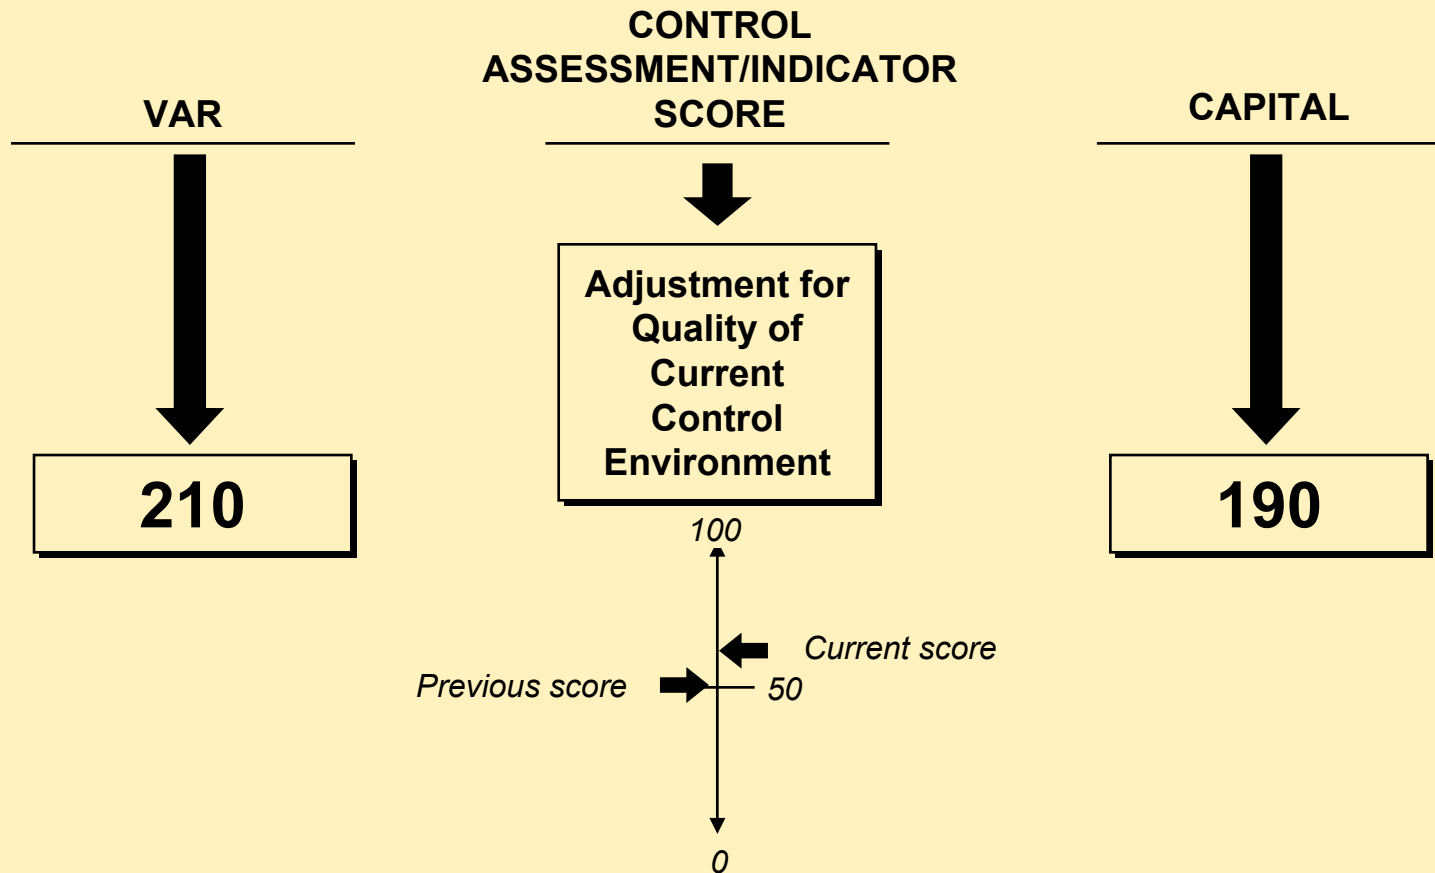 VAR
CONTROL
ASSESSMENT/INDICATOR
SCORE
CAPITAL
Adjustment for
Quality of
Current
Control
Environment
210
190
100
Current score
Previous score
50
0